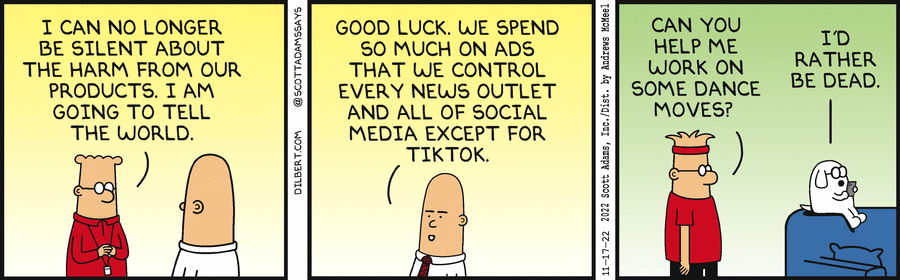 I CAN NO LONGER
BE SILENT ABOUT
THE HARM FROM OUR
PRODUCTS. I AM
GOING TO TELL
THE WORLD.
DILBERT.COM @SCOTTADAMSSAYS
GOOD LUCK. WE SPEND
SO MUCH ON ADS
THAT WE CONTROL
EVERY NEWS OUTLET
AND ALL OF SOCIAL
MEDIA EXCEPT FOR
TIKTOK.
11-17-22 2022 Scott Adams, Inc./Dist. by Andrews McMeel
CAN YOU
HELP ME
WORK ON
SOME DANCE
MOVES?
I'D
RATHER
BE DEAD.